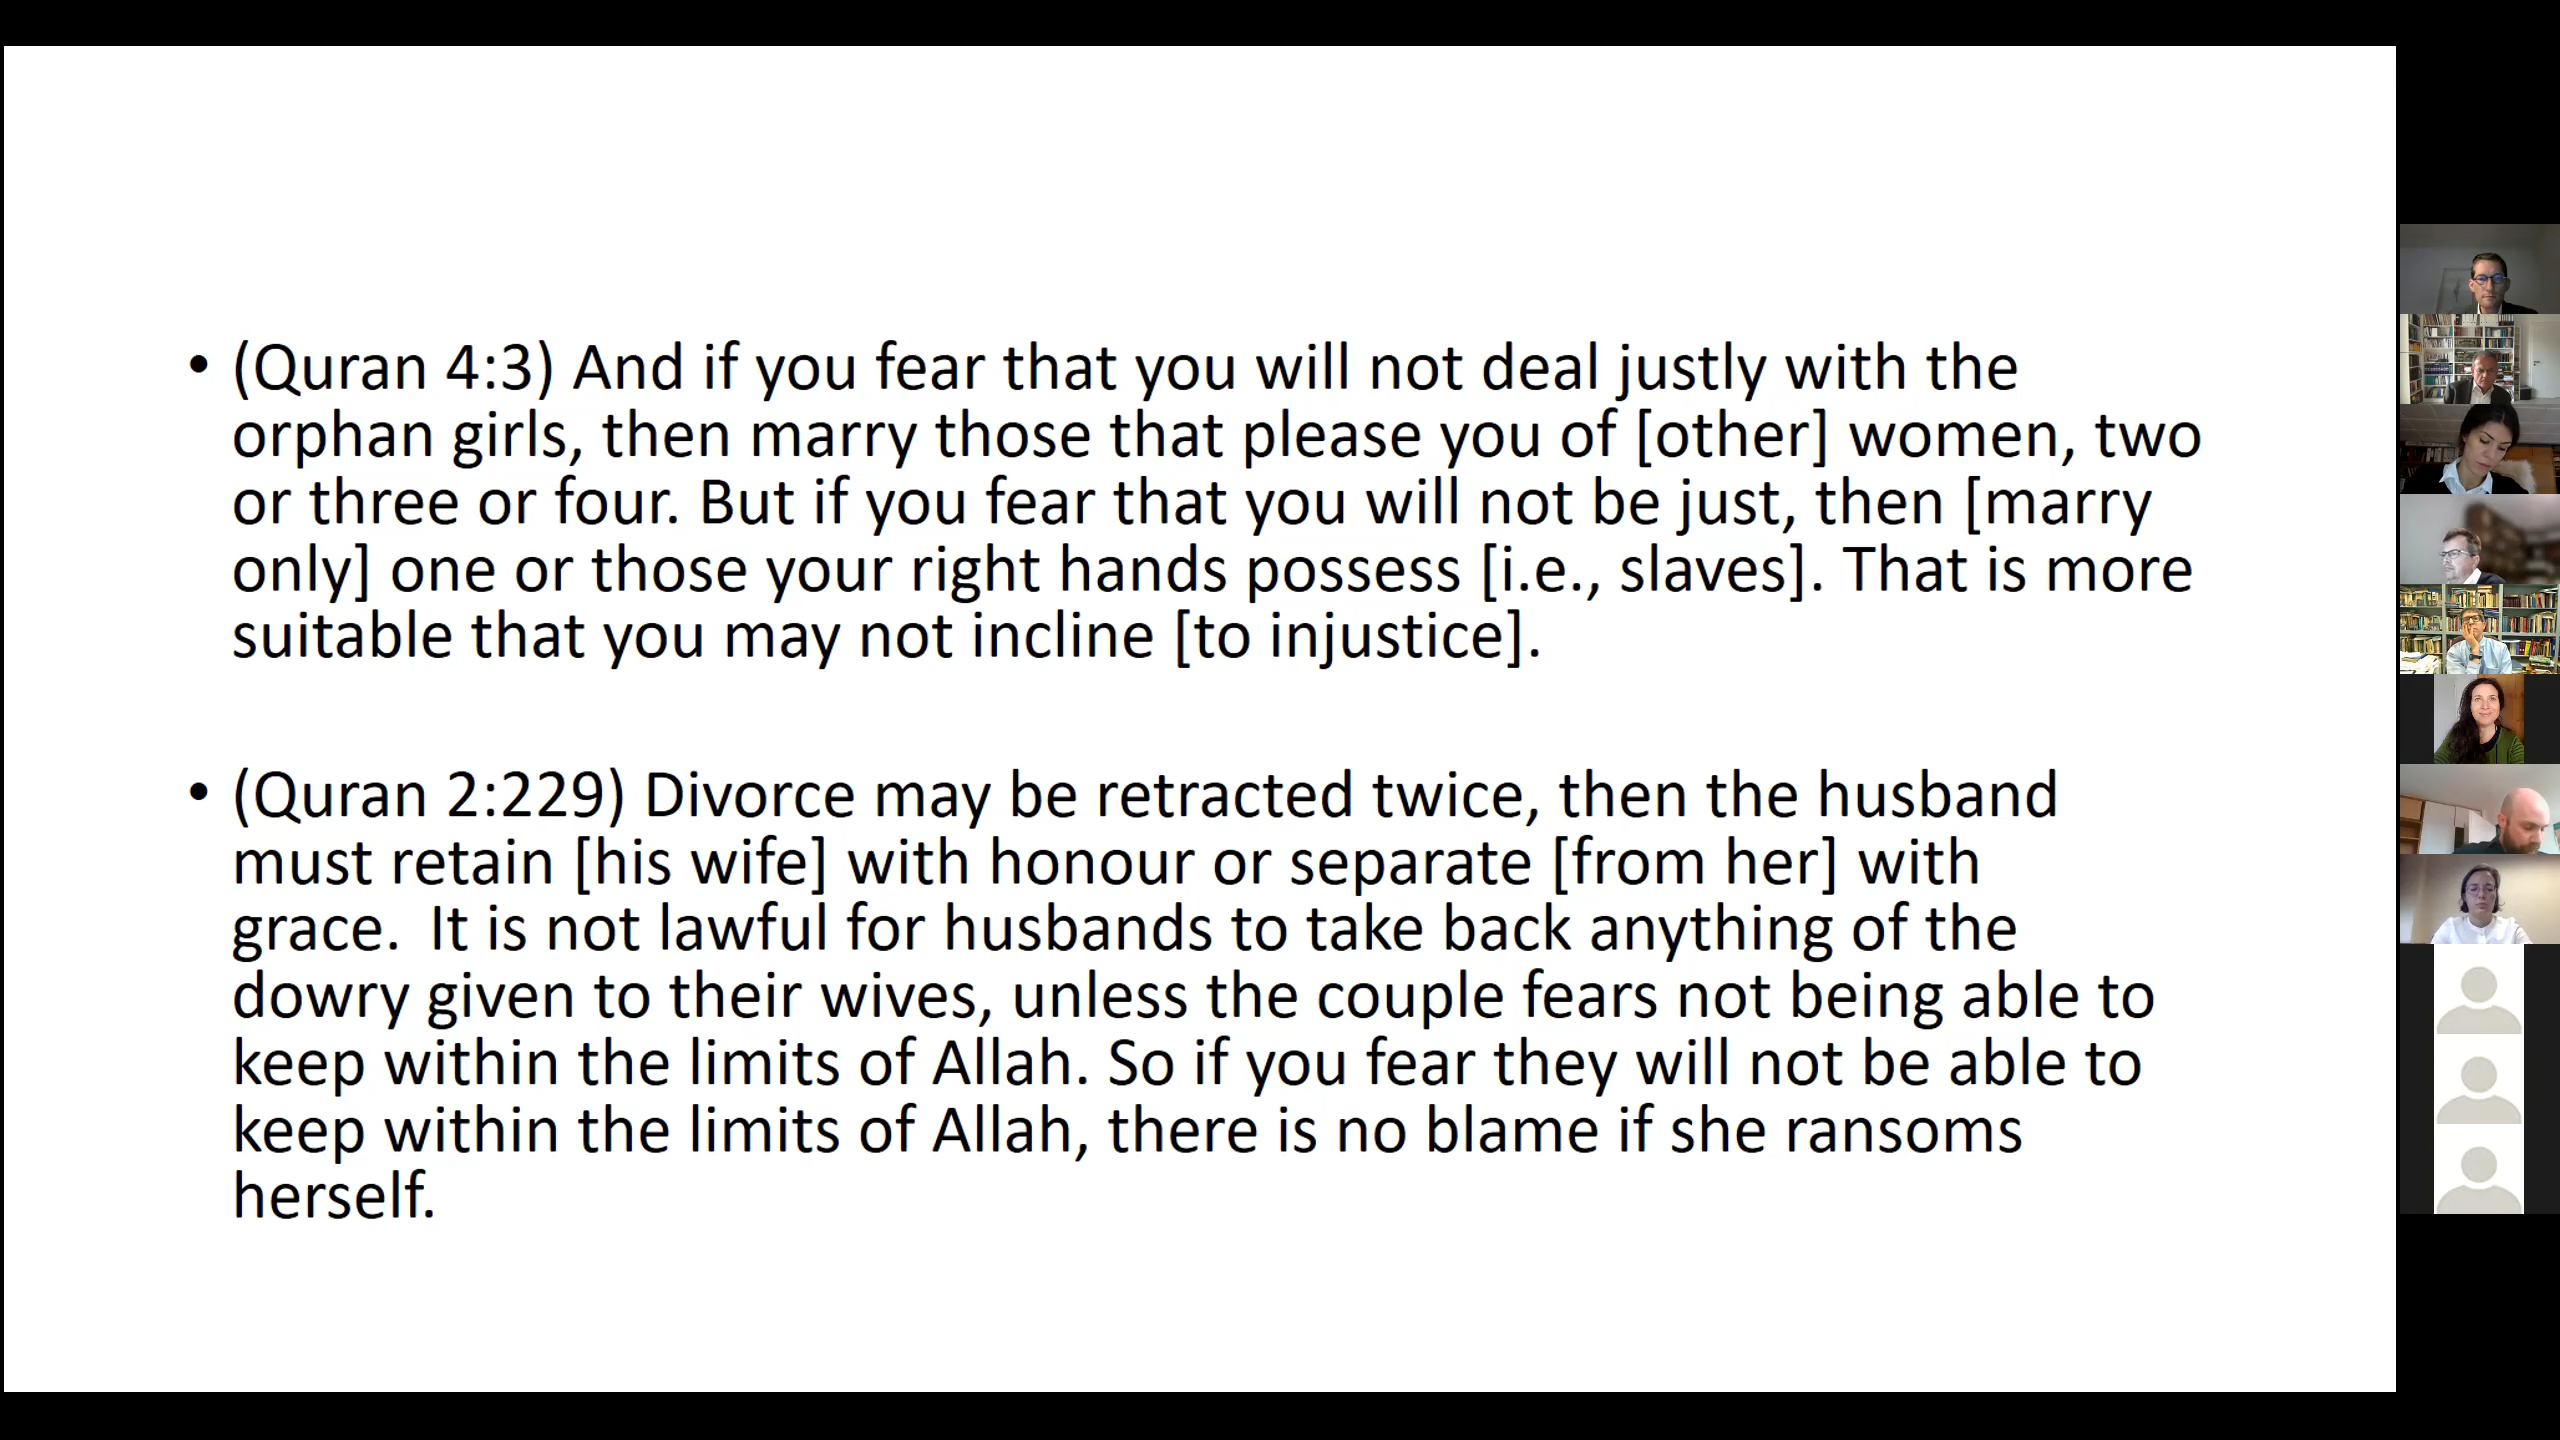 • (Quran 4:3) And if you fear that you will not deal justly with the
orphan girls, then marry those that please you of [other] women, two
or three or four. But if you fear that you will not be just, then [marry
only] one or those your right hands possess [i.e., slaves]. That is more
suitable that you may not incline [to injustice].
• (Quran 2:229) Divorce may be retracted twice, then the husband
must retain [his wife] with honour or separate [from her] with
grace.  It is not lawful for husbands to take back anything of the
dowry given to their wives, unless the couple fears not being able to
keep within the limits of Allah. So if you fear they will not be able to
keep within the limits of Allah, there is no blame if she ransoms
herself.